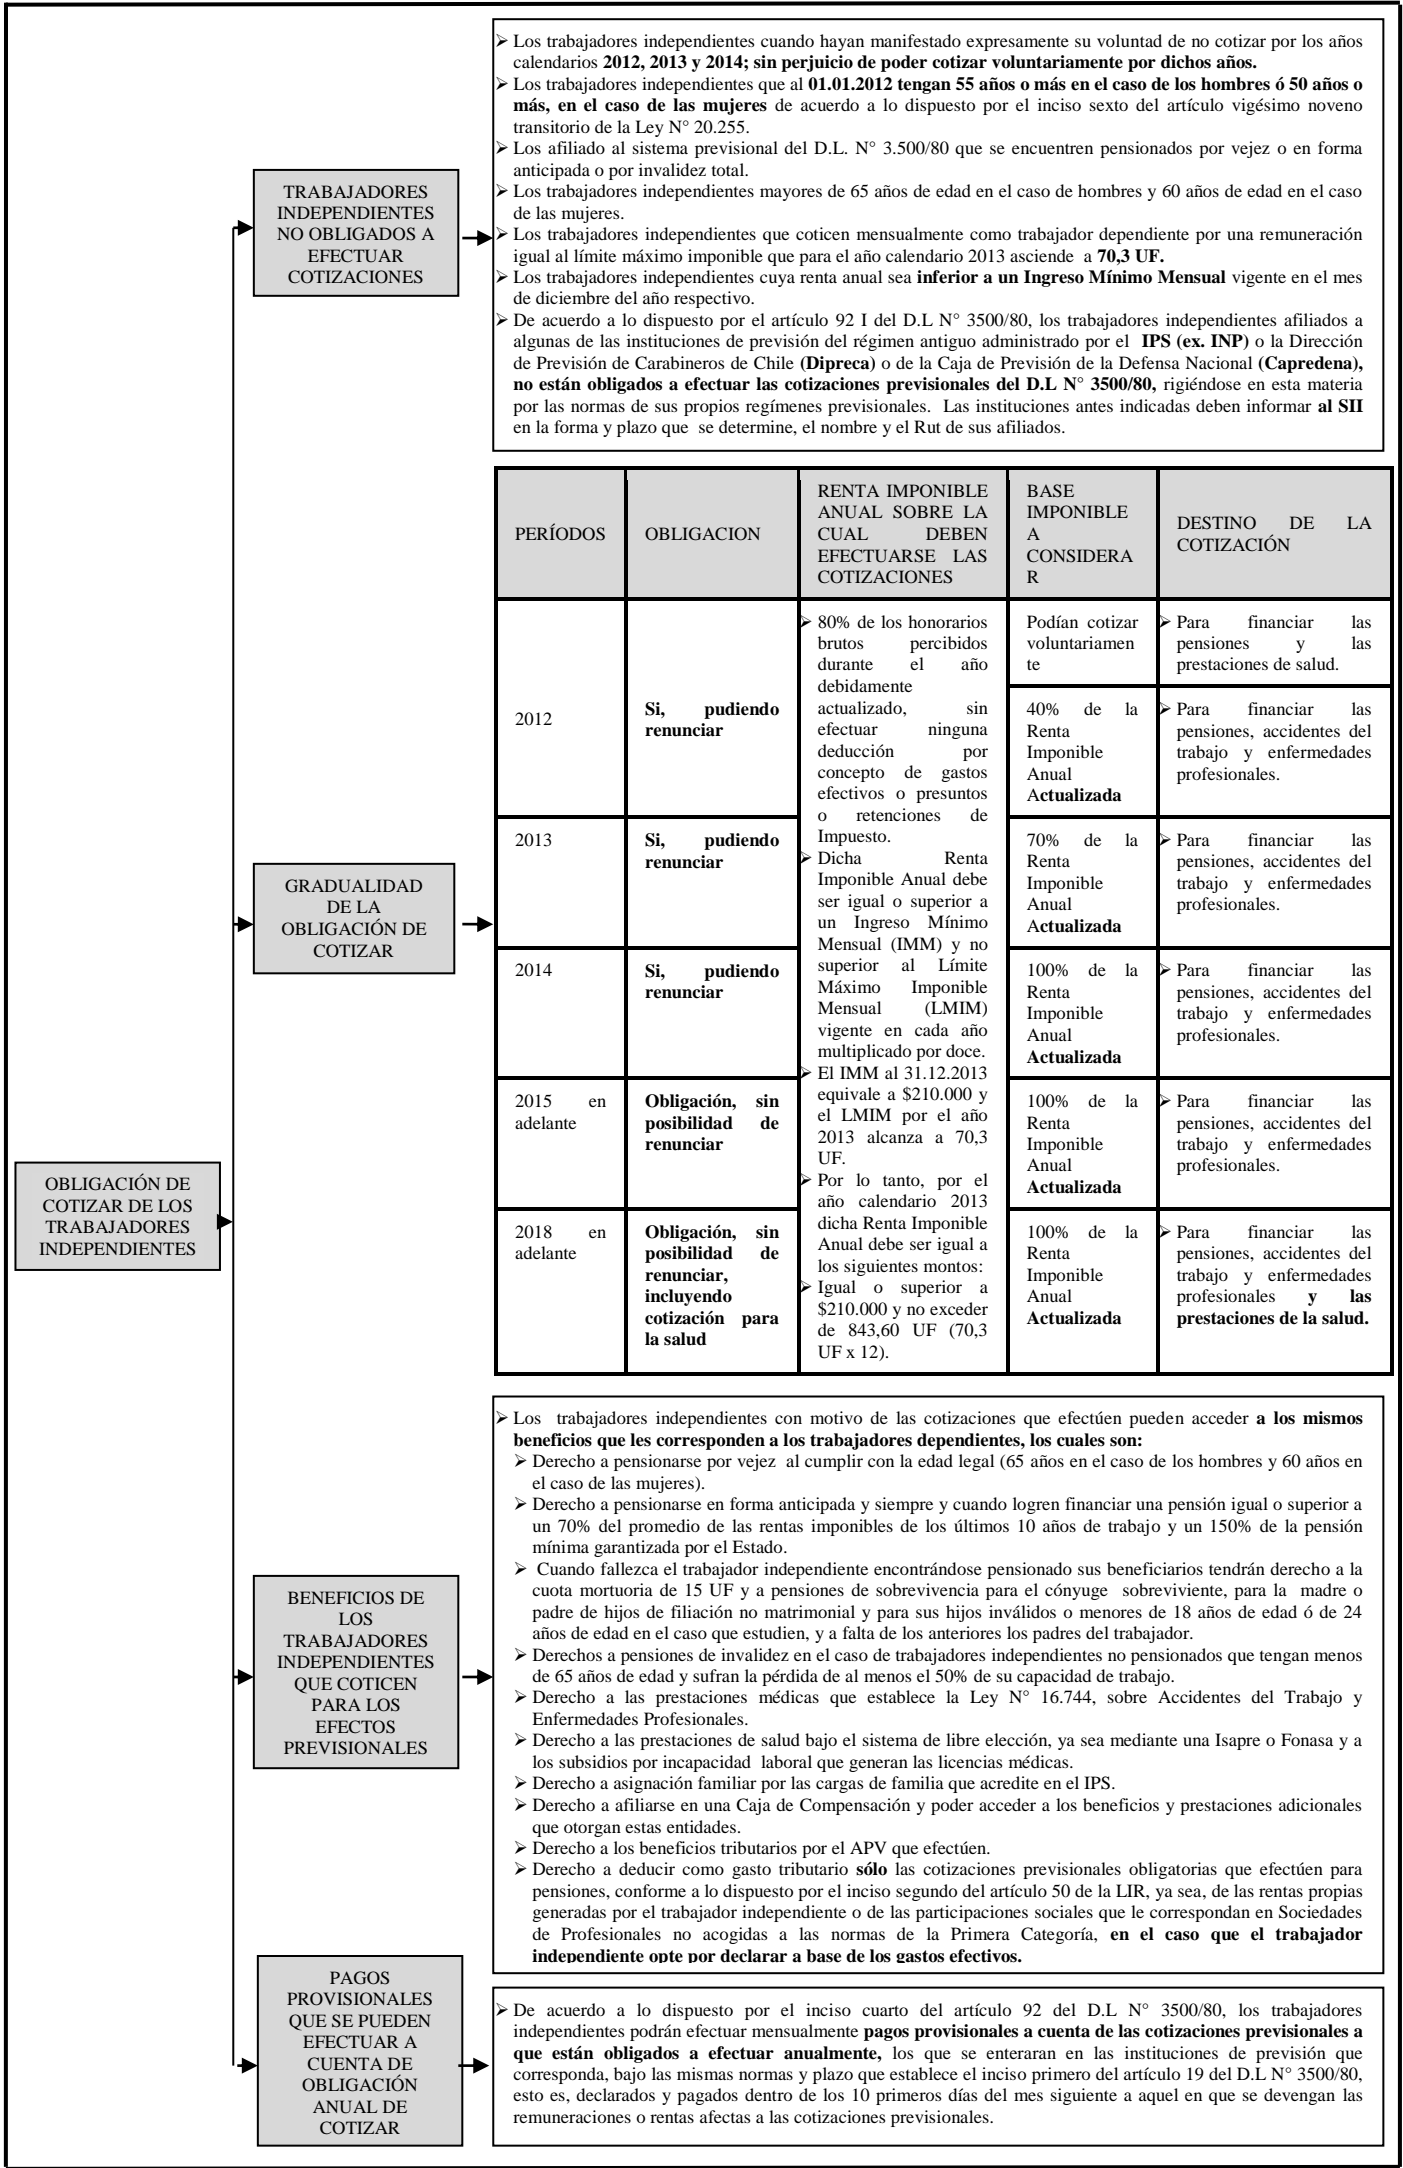 ➢ Los trabajadores independientes cuando hayan manifestado expresamente su voluntad de no cotizar por los años
calendarios 2012, 2013 y 2014; sin perjuicio de poder cotizar voluntariamente por dichos años.
➢ Los trabajadores independientes que al 01.01.2012 tengan 55 años o más en el caso de los hombres ó 50 años o
más, en el caso de las mujeres de acuerdo a lo dispuesto por el inciso sexto del artículo vigésimo noveno
transitorio de la Ley N° 20.255.
➢ Los afiliado al sistema previsional del D.L. N° 3.500/80 que se encuentren pensionados por vejez o en forma
anticipada o por invalidez total.
➢ Los trabajadores independientes mayores de 65 años de edad en el caso de hombres y 60 años de edad en el caso
de las mujeres.
➢ Los trabajadores independientes que coticen mensualmente como trabajador dependiente por una remuneración
igual al límite máximo imponible que para el año calendario 2013 asciende a 70,3 UF.
➢ Los trabajadores independientes cuya renta anual sea inferior a un Ingreso Mínimo Mensual vigente en el mes
de diciembre del año respectivo.
➢ De acuerdo a lo dispuesto por el artículo 92 I del D.L N° 3500/80, los trabajadores independientes afiliados a
algunas de las instituciones de previsión del régimen antiguo administrado por el IPS (ex. INP) o la Dirección
de Previsión de Carabineros de Chile (Dipreca) o de la Caja de Previsión de la Defensa Nacional (Capredena),
no están obligados a efectuar las cotizaciones previsionales del D.L N° 3500/80, rigiéndose en esta materia
por las normas de sus propios regímenes previsionales. Las instituciones antes indicadas deben informar al SII
en la forma y plazo que se determine, el nombre y el Rut de sus afiliados.
TRABAJADORES
INDEPENDIENTES
NO OBLIGADOS A
EFECTUAR
COTIZACIONES
PERÍODOS
OBLIGACION
RENTA IMPONIBLE
ANUAL SOBRE LA
CUAL DEBEN
EFECTUARSE LAS
COTIZACIONES
BASE
IMPONIBLE
A
CONSIDERA
R
DESTINO DE LA
COTIZACIÓN
2012
Si, pudiendo
renunciar
➢ 80% de los honorarios
brutos percibidos
durante el año
debidamente
actualizado, sin
efectuar ninguna
deducción por
concepto de gastos
efectivos o presuntos
o retenciones de
Impuesto.
➢ Dicha Renta
Imponible Anual debe
ser igual o superior a
un Ingreso Mínimo
Mensual (IMM) y no
superior al Límite
Máximo Imponible
Mensual (LMIM)
vigente en cada año
multiplicado por doce.
➢ El IMM al 31.12.2013
equivale a $210.000 y
el LMIM por el año
2013 alcanza a 70,3
UF.
➢ Por lo tanto, por el
año calendario 2013
dicha Renta Imponible
Anual debe ser igual a
los siguientes montos:
➢ Igual o superior a
$210.000 y no exceder
de 843,60 UF (70,3
UF x 12).
Podían cotizar
voluntariamen
te
➢ Para financiar las
pensiones y las
prestaciones de salud.
40% de la
Renta
Imponible
Anual
Actualizada
➢ Para financiar las
pensiones, accidentes del
trabajo y enfermedades
profesionales.
2013
Si, pudiendo
renunciar
70% de la
Renta
Imponible
Anual
Actualizada
➢ Para financiar las
pensiones, accidentes del
trabajo y enfermedades
profesionales.
2014
Si, pudiendo
renunciar
100% de la
Renta
Imponible
Anual
Actualizada
➢ Para financiar las
pensiones, accidentes del
trabajo y enfermedades
profesionales.
2015 en
adelante
Obligación, sin
posibilidad de
renunciar
100% de la
Renta
Imponible
Anual
Actualizada
➢ Para financiar las
pensiones, accidentes del
trabajo y enfermedades
profesionales.
2018 en
adelante
Obligación, sin
posibilidad de
renunciar,
incluyendo
cotización para
la salud
100% de la
Renta
Imponible
Anual
Actualizada
➢ Para financiar las
pensiones, accidentes del
trabajo y enfermedades
profesionales y las
prestaciones de la salud.
GRADUALIDAD
DE LA
OBLIGACIÓN DE
COTIZAR
OBLIGACIÓN DE
COTIZAR DE LOS
TRABAJADORES
INDEPENDIENTES
➢ Los trabajadores independientes con motivo de las cotizaciones que efectúen pueden acceder a los mismos
beneficios que les corresponden a los trabajadores dependientes, los cuales son:
➢ Derecho a pensionarse por vejez al cumplir con la edad legal (65 años en el caso de los hombres y 60 años en
el caso de las mujeres).
➢ Derecho a pensionarse en forma anticipada y siempre y cuando logren financiar una pensión igual o superior a
un 70% del promedio de las rentas imponibles de los últimos 10 años de trabajo y un 150% de la pensión
mínima garantizada por el Estado.
➢ Cuando fallezca el trabajador independiente encontrándose pensionado sus beneficiarios tendrán derecho a la
cuota mortuoria de 15 UF y a pensiones de sobrevivencia para el cónyuge sobreviviente, para la madre o
padre de hijos de filiación no matrimonial y para sus hijos inválidos o menores de 18 años de edad ó de 24
años de edad en el caso que estudien, y a falta de los anteriores los padres del trabajador.
➢ Derechos a pensiones de invalidez en el caso de trabajadores independientes no pensionados que tengan menos
de 65 años de edad y sufran la pérdida de al menos el 50% de su capacidad de trabajo.
➢ Derecho a las prestaciones médicas que establece la Ley N° 16.744, sobre Accidentes del Trabajo y
Enfermedades Profesionales.
➢ Derecho a las prestaciones de salud bajo el sistema de libre elección, ya sea mediante una Isapre o Fonasa y a
los subsidios por incapacidad laboral que generan las licencias médicas.
➢ Derecho a asignación familiar por las cargas de familia que acredite en el IPS.
➢ Derecho a afiliarse en una Caja de Compensación y poder acceder a los beneficios y prestaciones adicionales
que otorgan estas entidades.
➢ Derecho a los beneficios tributarios por el APV que efectúen.
➢ Derecho a deducir como gasto tributario sólo las cotizaciones previsionales obligatorias que efectúen para
pensiones, conforme a lo dispuesto por el inciso segundo del artículo 50 de la LIR, ya sea, de las rentas propias
generadas por el trabajador independiente o de las participaciones sociales que le correspondan en Sociedades
de Profesionales no acogidas a las normas de la Primera Categoría, en el caso que el trabajador
independiente opte por declarar a base de los gastos efectivos.
BENEFICIOS DE
LOS
TRABAJADORES
INDEPENDIENTES
QUE COTICEN
PARA LOS
EFECTOS
PREVISIONALES
PAGOS
PROVISIONALES
QUE SE PUEDEN
EFECTUAR A
CUENTA DE
OBLIGACIÓN
ANUAL DE
COTIZAR
➢ De acuerdo a lo dispuesto por el inciso cuarto del artículo 92 del D.L N° 3500/80, los trabajadores
independientes podrán efectuar mensualmente pagos provisionales a cuenta de las cotizaciones previsionales a
que están obligados a efectuar anualmente, los que se enteraran en las instituciones de previsión que
corresponda, bajo las mismas normas y plazo que establece el inciso primero del artículo 19 del D.L N° 3500/80,
esto es, declarados y pagados dentro de los 10 primeros días del mes siguiente a aquel en que se devengan las
remuneraciones o rentas afectas a las cotizaciones previsionales.